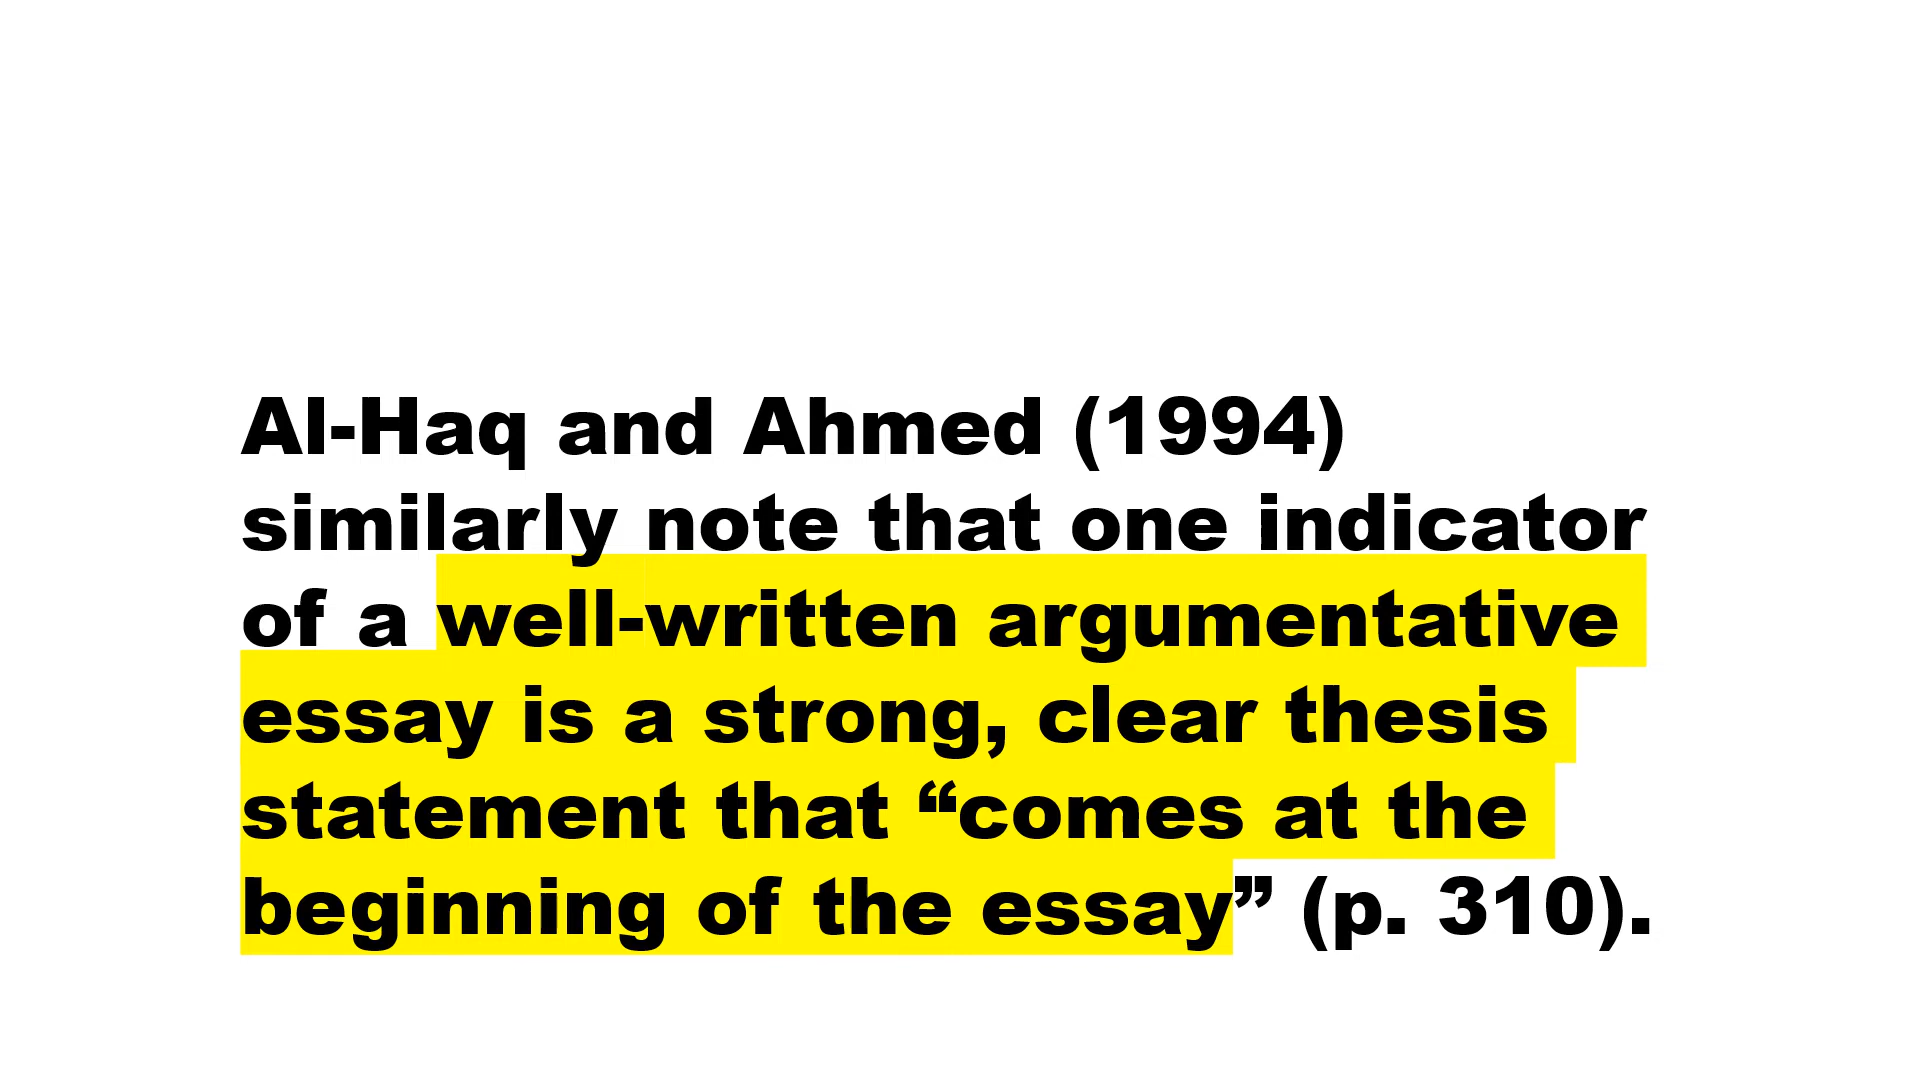 Al-Haq and Ahmed (1994)
similarly note that one indicator
of a well-written argumentative
essay is a strong, clear thesis
statement that “comes at the
beginning of the essay” (p. 310).